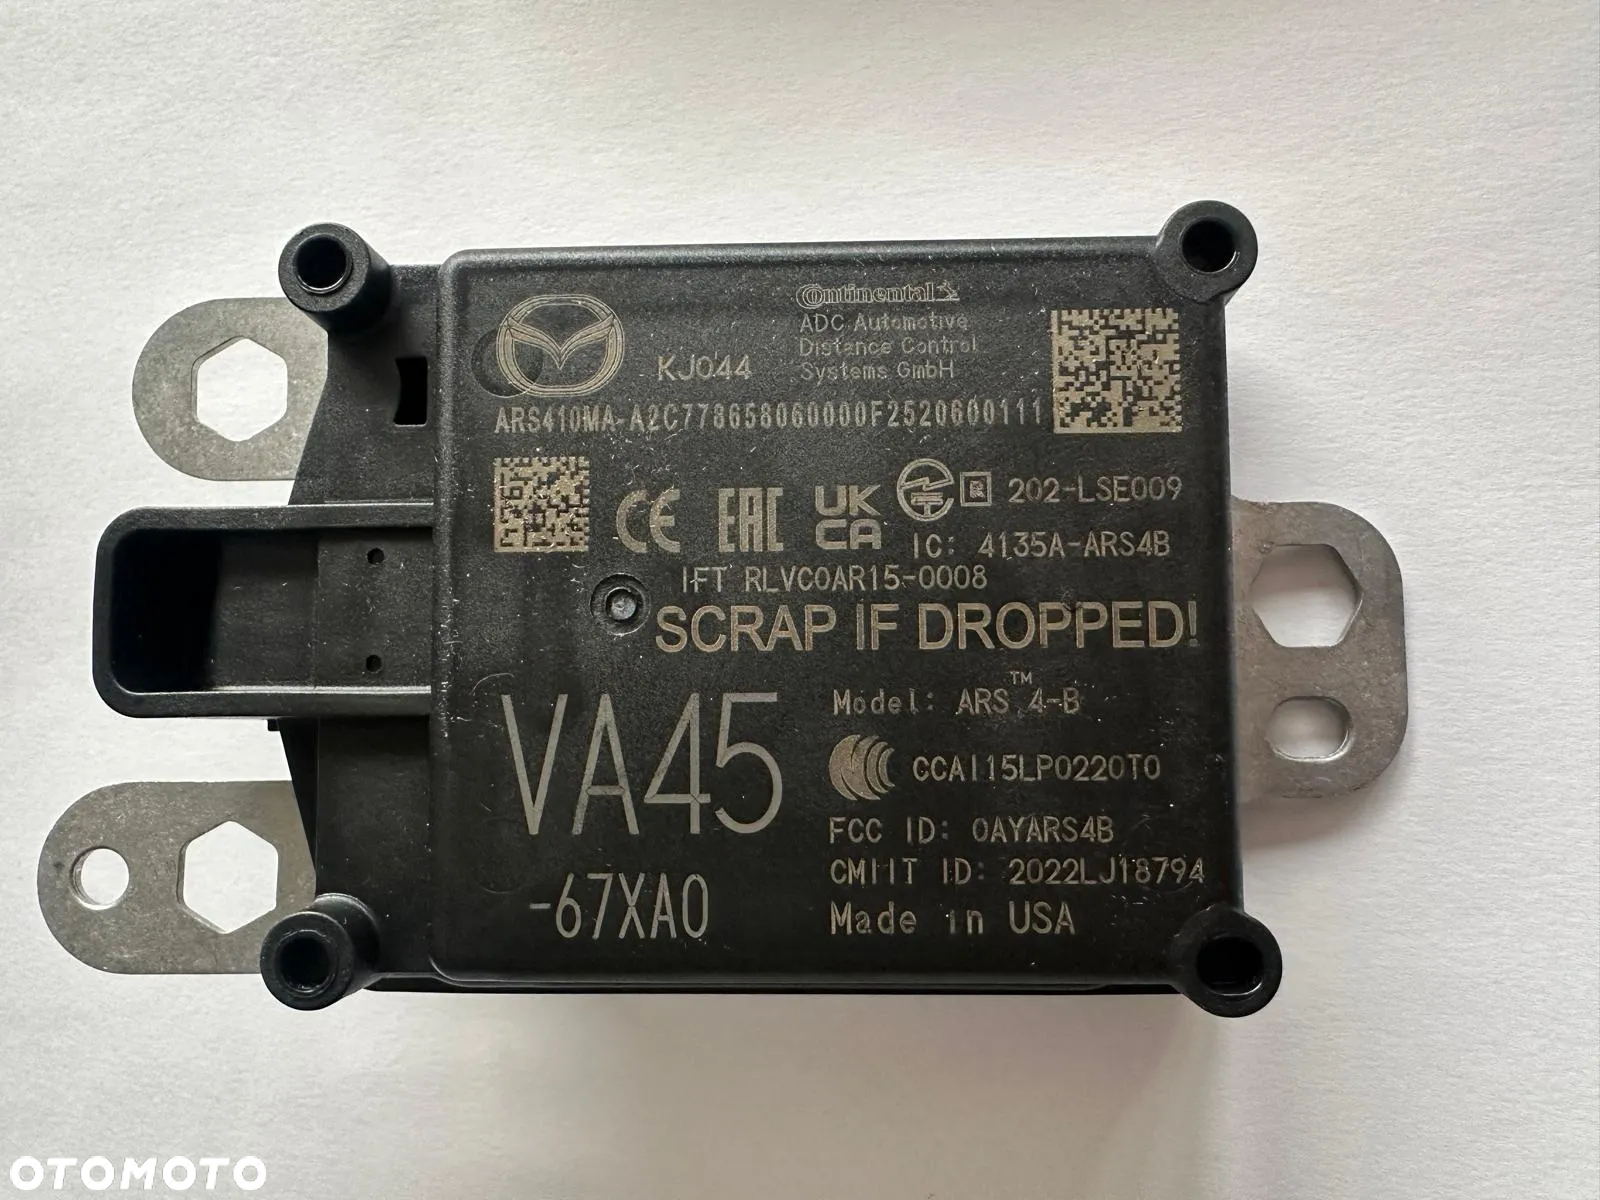 Continental
ADC Automotive
Distance Control
Systems GmbH
KJ044
ARS410MA-A2C778658060000F2520600111
CE EAC UK CA R 202-LSE009
IC: 4135A-ARS4B
IFT RLVCOAR15-0008
SCRAP IF DROPPED!
VA45
-67XA0
Model: ARS™ 4-B
CCAI15LP0220T0
FCC ID: OAYARS4B
CMIIT ID: 2022LJ18794
Made in USA
OTOMOTO